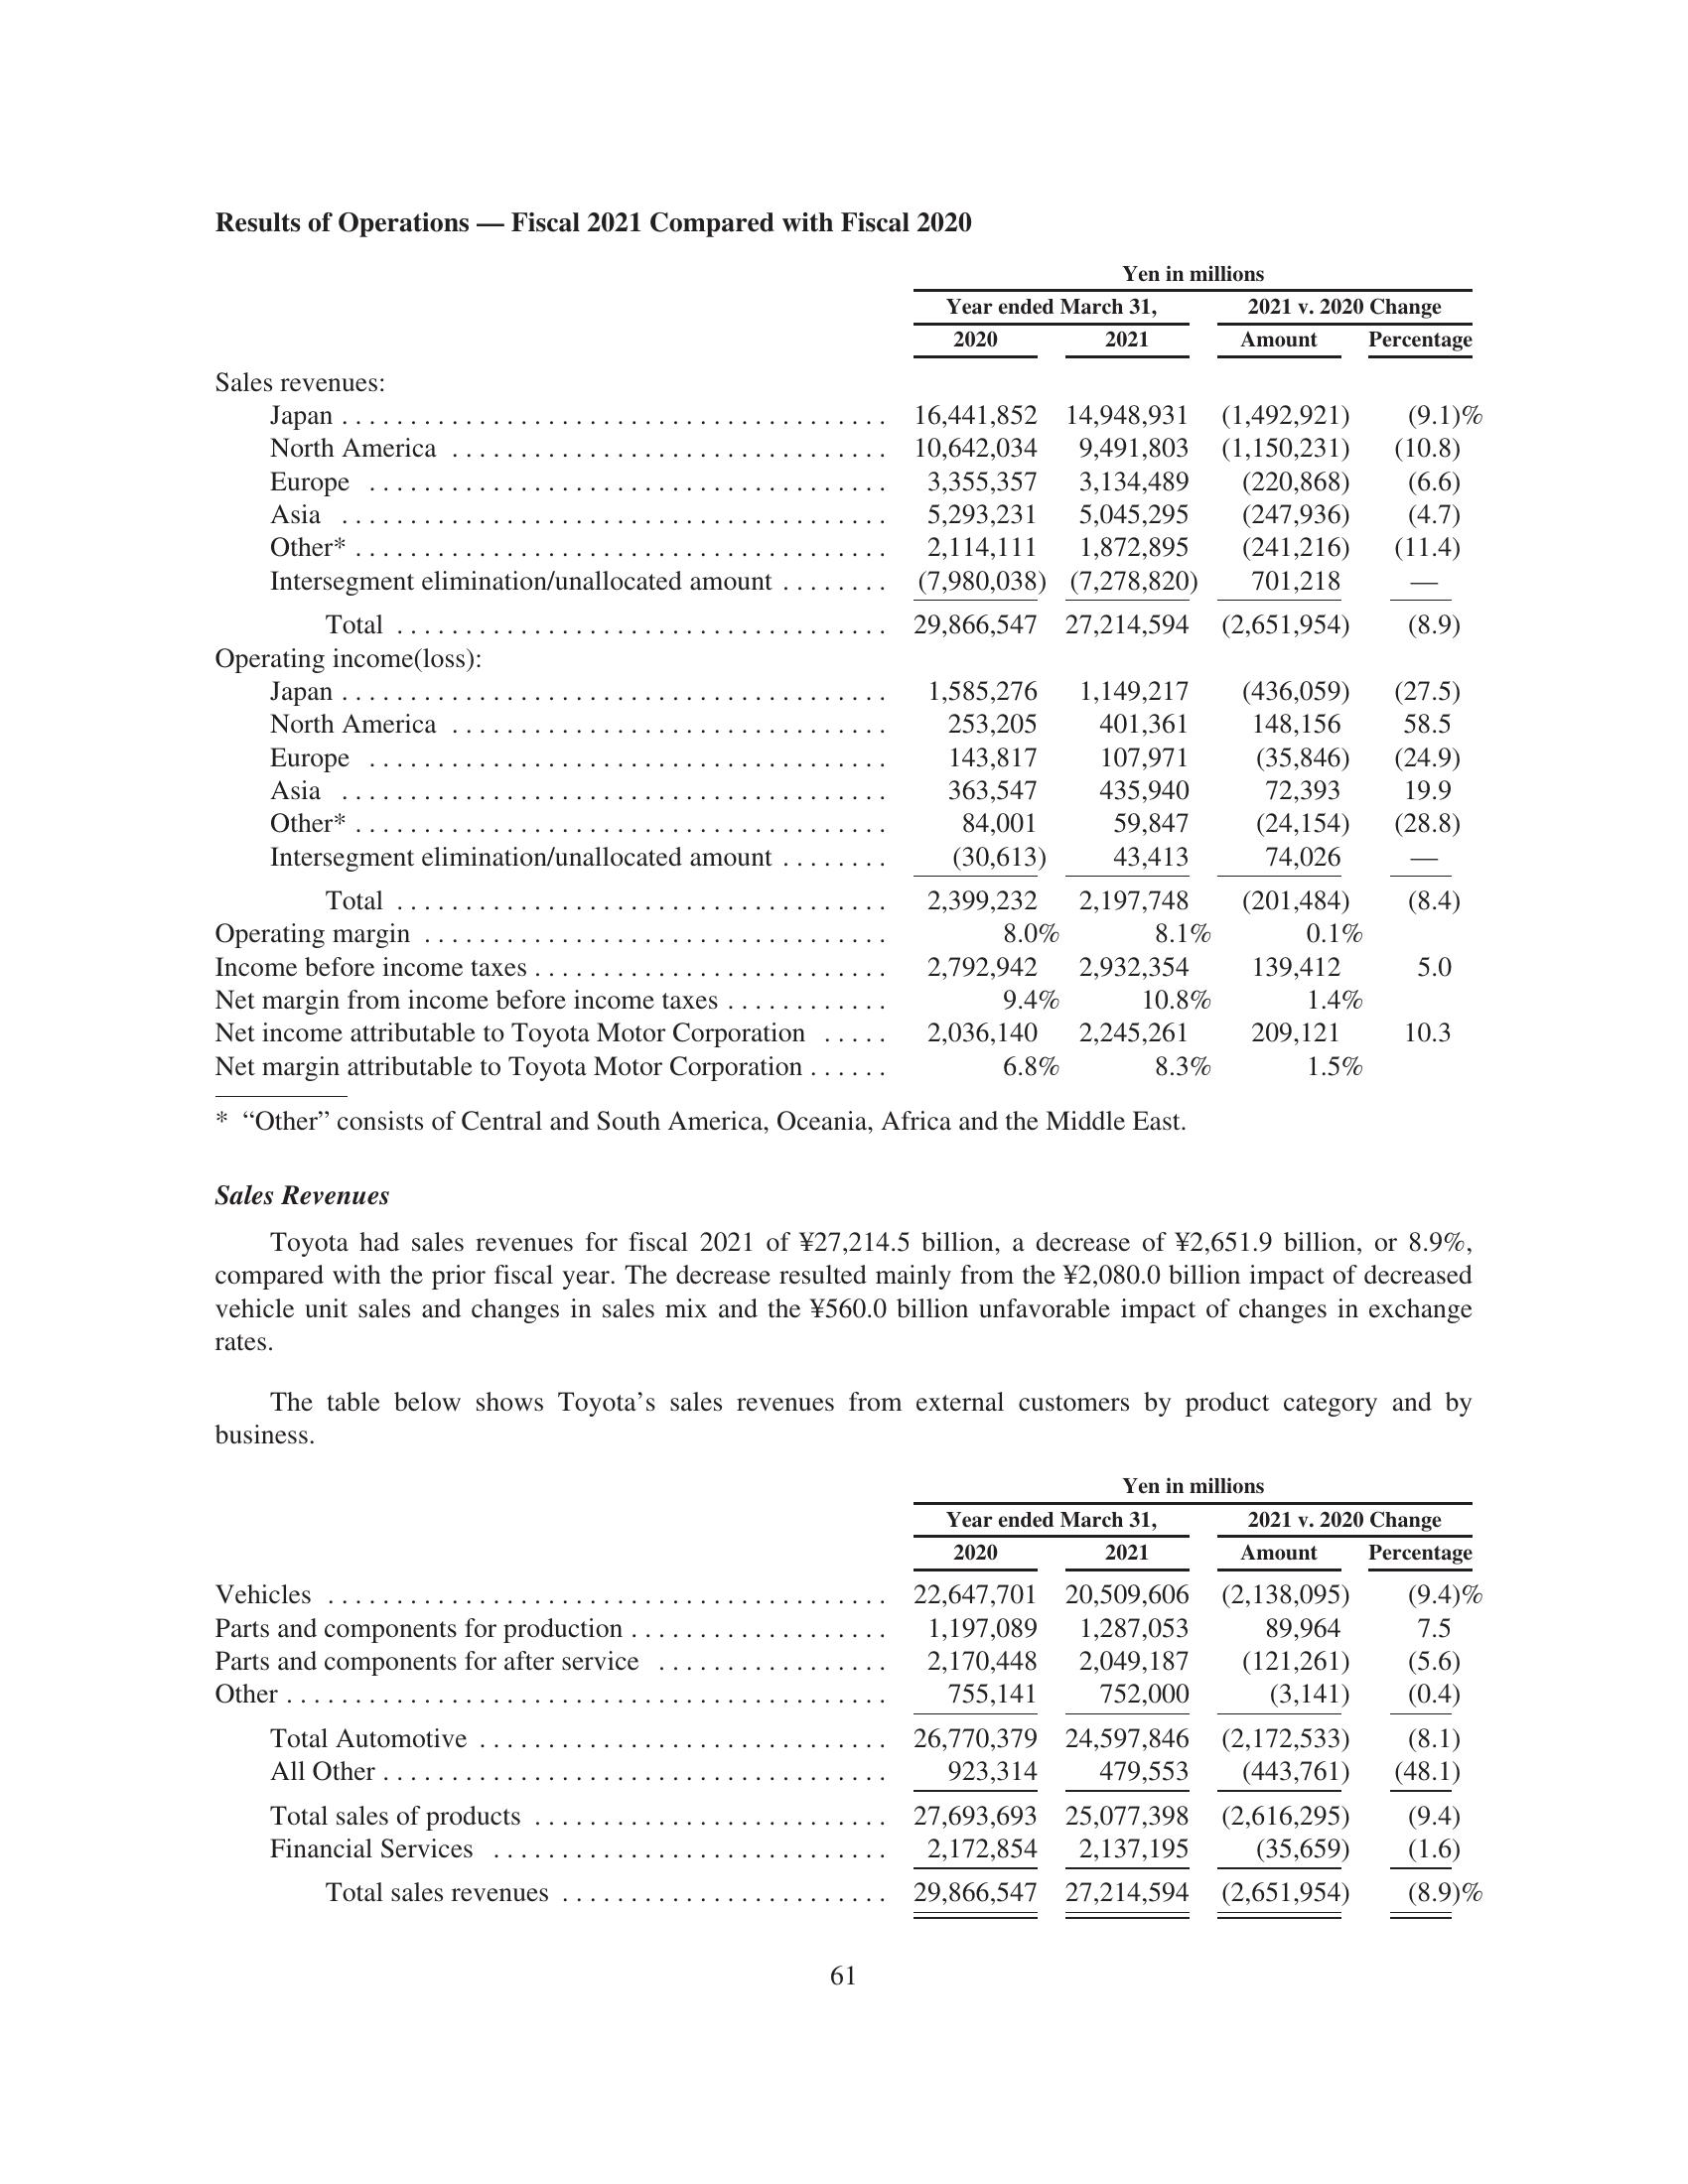 Results of Operations — Fiscal 2021 Compared with Fiscal 2020
Yen in millions
Year ended March 31, 2021 v. 2020 Change
2020 2021 Amount Percentage
Sales revenues:
Japan . . . . . . . . . . 16,441,852 14,948,931 (1,492,921) (9.1)%
North America . . . . . . . . . . 10,642,034 9,491,803 (1,150,231) (10.8)
Europe . . . . . . . . . . 3,355,357 3,134,489 (220,868) (6.6)
Asia . . . . . . . . . . 5,293,231 5,045,295 (247,936) (4.7)
Other* . . . . . . . . . . 2,114,111 1,872,895 (241,216) (11.4)
Intersegment elimination/unallocated amount . . . . . . . . (7,980,038) (7,278,820) 701,218 —
Total . . . . . . . . . . 29,866,547 27,214,594 (2,651,954) (8.9)
Operating income(loss):
Japan . . . . . . . . . . 1,585,276 1,149,217 (436,059) (27.5)
North America . . . . . . . . . . 253,205 401,361 148,156 58.5
Europe . . . . . . . . . . 143,817 107,971 (35,846) (24.9)
Asia . . . . . . . . . . 363,547 435,940 72,393 19.9
Other* . . . . . . . . . . 84,001 59,847 (24,154) (28.8)
Intersegment elimination/unallocated amount . . . . . . . . (30,613) 43,413 74,026 —
Total . . . . . . . . . . 2,399,232 2,197,748 (201,484) (8.4)
Operating margin . . . . . . . . . . 8.0% 8.1% 0.1%
Income before income taxes . . . . . . . . . . 2,792,942 2,932,354 139,412 5.0
Net margin from income before income taxes . . . . . . . . . . 9.4% 10.8% 1.4%
Net income attributable to Toyota Motor Corporation . . . . . 2,036,140 2,245,261 209,121 10.3
Net margin attributable to Toyota Motor Corporation . . . . . . 6.8% 8.3% 1.5%
* “Other” consists of Central and South America, Oceania, Africa and the Middle East.
Sales Revenues
Toyota had sales revenues for fiscal 2021 of ¥27,214.5 billion, a decrease of ¥2,651.9 billion, or 8.9%,
compared with the prior fiscal year. The decrease resulted mainly from the ¥2,080.0 billion impact of decreased
vehicle unit sales and changes in sales mix and the ¥560.0 billion unfavorable impact of changes in exchange
rates.
The table below shows Toyota’s sales revenues from external customers by product category and by
business.
Yen in millions
Year ended March 31, 2021 v. 2020 Change
2020 2021 Amount Percentage
Vehicles . . . . . . . . . . 22,647,701 20,509,606 (2,138,095) (9.4)%
Parts and components for production . . . . . . . . . . 1,197,089 1,287,053 89,964 7.5
Parts and components for after service . . . . . . . . . . 2,170,448 2,049,187 (121,261) (5.6)
Other . . . . . . . . . . 755,141 752,000 (3,141) (0.4)
Total Automotive . . . . . . . . . . 26,770,379 24,597,846 (2,172,533) (8.1)
All Other . . . . . . . . . . 923,314 479,553 (443,761) (48.1)
Total sales of products . . . . . . . . . . 27,693,693 25,077,398 (2,616,295) (9.4)
Financial Services . . . . . . . . . . 2,172,854 2,137,195 (35,659) (1.6)
Total sales revenues . . . . . . . . . . 29,866,547 27,214,594 (2,651,954) (8.9)%
61